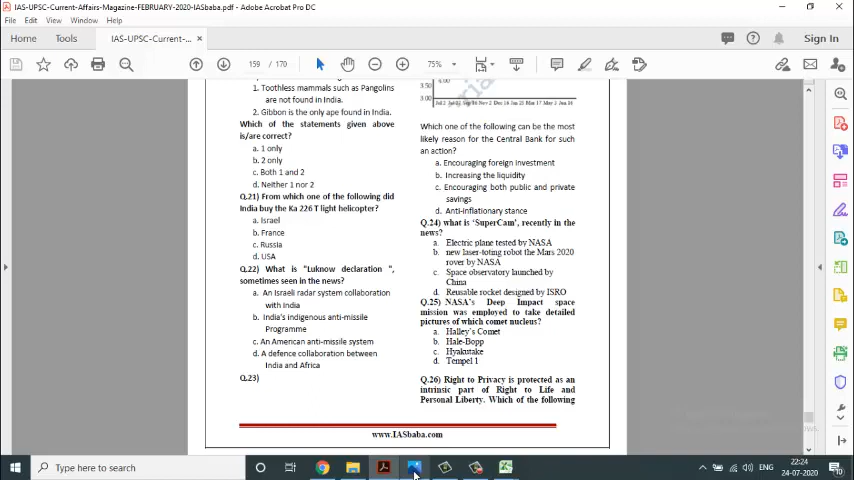 IAS-UPSC-Current-Affairs-Magazine-FEBRUARY-2020-IASbaba.pdf - Adobe Acrobat Pro DC
File Edit View Window Help
Home Tools IAS-UPSC-Current-... × Sign In
159 / 170 75%
1. Toothless mammals such as Pangolins
are not found in India.
2. Gibbon is the only ape found in India.
Which of the statements given above
is/are correct?
a. 1 only
b. 2 only
c. Both 1 and 2
d. Neither 1 nor 2
Q.21) From which one of the following did
India buy the Ka 226 T light helicopter?
a. Israel
b. France
c. Russia
d. USA
Q.22) What is "Luknow declaration ",
sometimes seen in the news?
a. An Israeli radar system collaboration
with India
b. India's indigenous anti-missile
Programme
c. An American anti-missile system
d. A defence collaboration between
India and Africa
Q.23)
3.50
3.00
Which one of the following can be the most
likely reason for the Central Bank for such
an action?
a. Encouraging foreign investment
b. Increasing the liquidity
c. Encouraging both public and private
savings
d. Anti-inflationary stance
Q.24) what is 'SuperCam', recently in the
news?
a. Electric plane tested by NASA
b. new laser-toting robot the Mars 2020
rover by NASA
c. Space observatory launched by
China
d. Reusable rocket designed by ISRO
Q.25) NASA's Deep Impact space
mission was employed to take detailed
pictures of which comet nucleus?
a. Halley's Comet
b. Hale-Bopp
c. Hyakutake
d. Tempel 1
Q.26) Right to Privacy is protected as an
intrinsic part of Right to Life and
Personal Liberty. Which of the following
www.IASbaba.com
Type here to search
ENG
22:24
24-07-2020